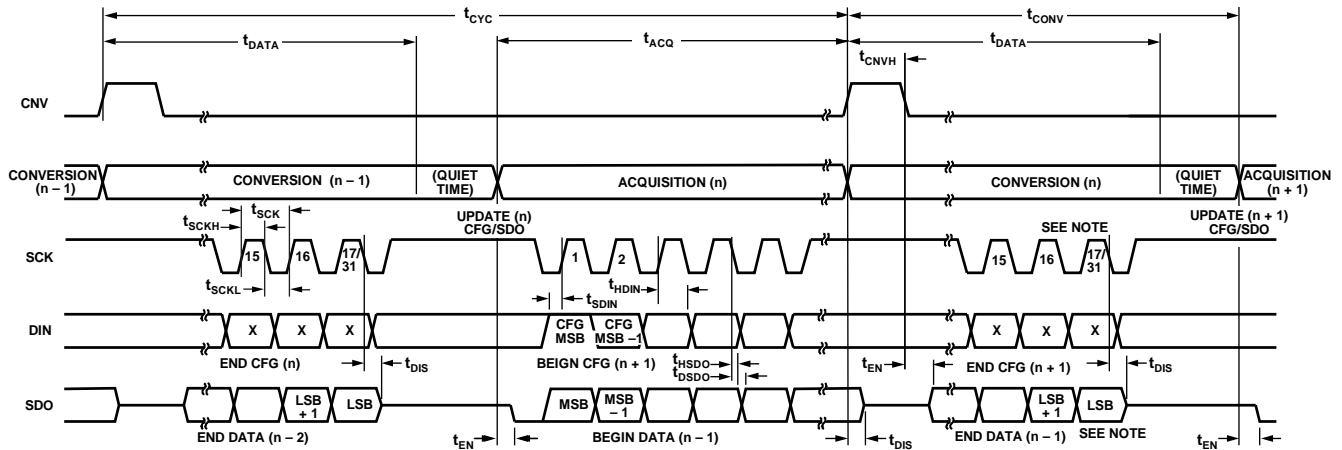 tCYC
tCONV
tDATA
tACQ
tDATA
tCNVH
CNV
CONVERSION
(n – 1)
CONVERSION (n – 1)
(QUIET
TIME)
ACQUISITION (n)
CONVERSION (n)
(QUIET
TIME)
ACQUISITION
(n + 1)
UPDATE (n)
CFG/SDO
UPDATE (n + 1)
CFG/SDO
tSCK
tSCKH
SEE NOTE
SCK
15
16
17/
31
1
2
15
16
17/
31
tSCKL
tHDIN
tSDIN
DIN
X
X
X
CFG
MSB
CFG
MSB –1
X
X
X
END CFG (n)
tDIS
BEIGN CFG (n + 1)
tHSDO
tDSDO
tEN
END CFG (n + 1)
tDIS
SDO
LSB
+ 1
LSB
MSB
MSB
–1
LSB
+ 1
LSB
END DATA (n – 2)
tEN
BEGIN DATA (n – 1)
tDIS
END DATA (n – 1)
SEE NOTE
tEN